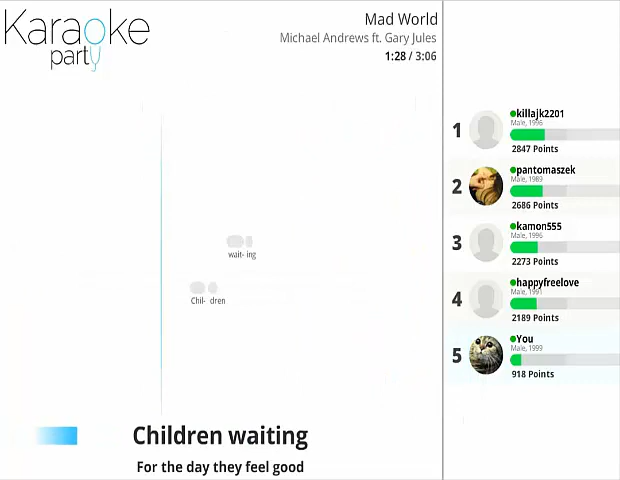 Karaoke
party
Mad World
Michael Andrews ft. Gary Jules
1:28 / 3:06
wait- ing
Chil- dren
Children waiting
For the day they feel good
1
killajk2201
Male, 1996
2847 Points
2
pantomaszek
Male, 1989
2686 Points
3
kamon555
Male, 1996
2273 Points
4
happyfreelove
Male, 1991
2189 Points
5
You
Male, 1999
918 Points